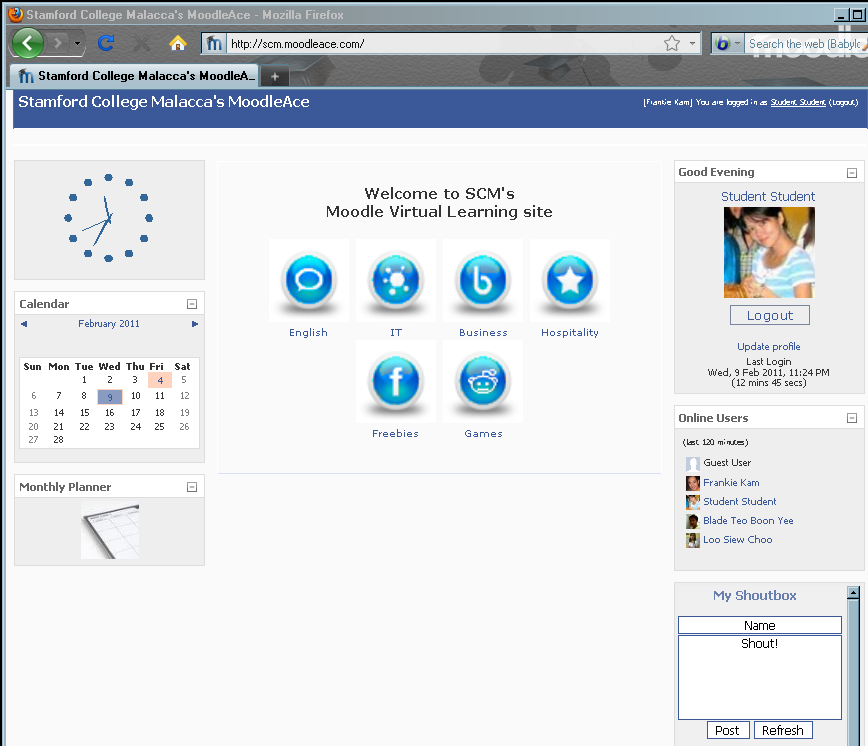 Stamford College Malacca's MoodleAce - Mozilla Firefox
http://scm.moodleace.com/
Search the web (Babylo
Stamford College Malacca's MoodleA...
Stamford College Malacca's MoodleAce
[Frankie Kam] You are logged in as Student Student (Logout)
Welcome to SCM's
Moodle Virtual Learning site
English
IT
Business
Hospitality
Freebies
Games
Calendar
February 2011
Sun Mon Tue Wed Thu Fri Sat
1 2 3 4 5
6 7 8 9 10 11 12
13 14 15 16 17 18 19
20 21 22 23 24 25 26
27 28
Monthly Planner
Good Evening
Student Student
Logout
Update profile
Last Login
Wed, 9 Feb 2011, 11:24 PM
(12 mins 45 secs)
Online Users
(last 120 minutes)
Guest User
Frankie Kam
Student Student
Blade Teo Boon Yee
Loo Siew Choo
My Shoutbox
Name
Shout!
Post
Refresh